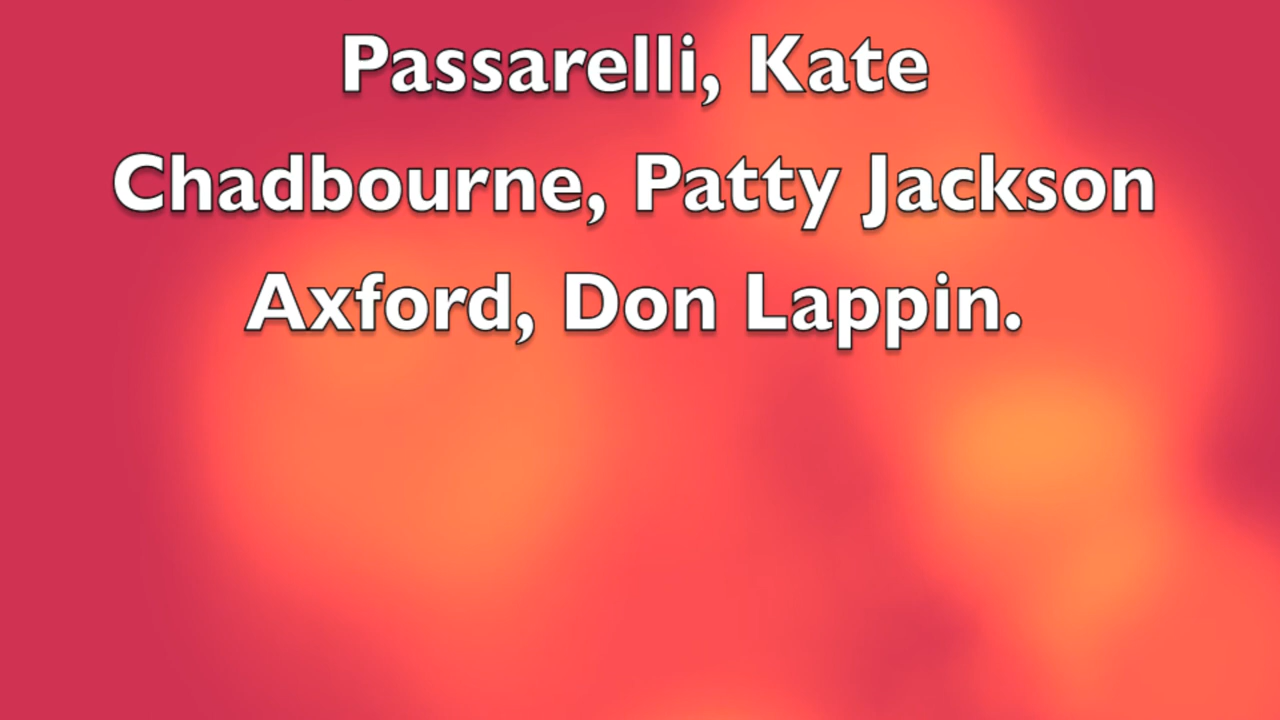 Passarelli, Kate
Chadbourne, Patty Jackson
Axford, Don Lappin.